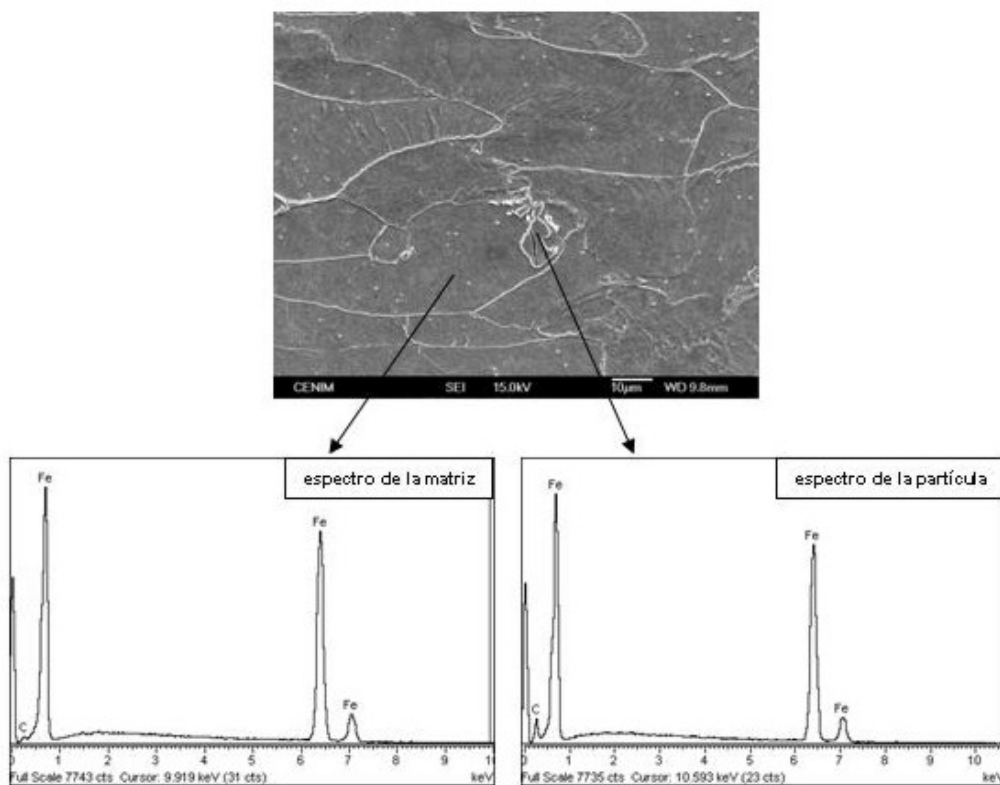 CENIM SEI 15.0kV 10µm WD 9.8mm
espectro de la matriz
Fe
Fe
Fe
C
0 1 2 3 4 5 6 7 8 9 10
Full Scale 7743 cts Cursor: 9.919 keV (31 cts) keV
espectro de la partícula
Fe
Fe
Fe
C
0 1 2 3 4 5 6 7 8 9 10
Full Scale 7735 cts Cursor: 10.593 keV (23 cts) keV